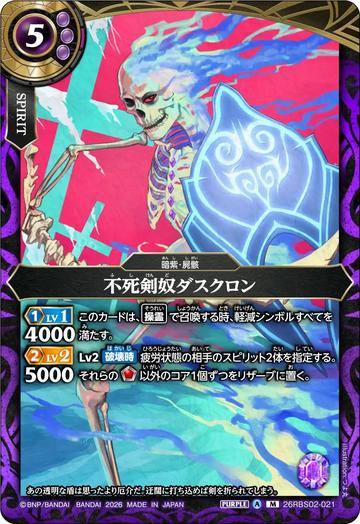 5
SPIRIT
暗紫・屍骸
不死剣奴ダスクロン
1 LV1 4000
このカードは、操霊で召喚する時、軽減シンボルすべてを満たす。
2 LV2 5000
Lv2 破壊時 疲労状態の相手のスピリット2体を指定する。
それらの 以外のコア1個ずつをリザーブに置く。
あの透明な盾は思ったより厄介だ。迂闊に打ち込めば剣を折られてしまう。
©BNP/BANDAI BANDAI 2026 MADE IN JAPAN
PURPLE A M 26RBS02-021